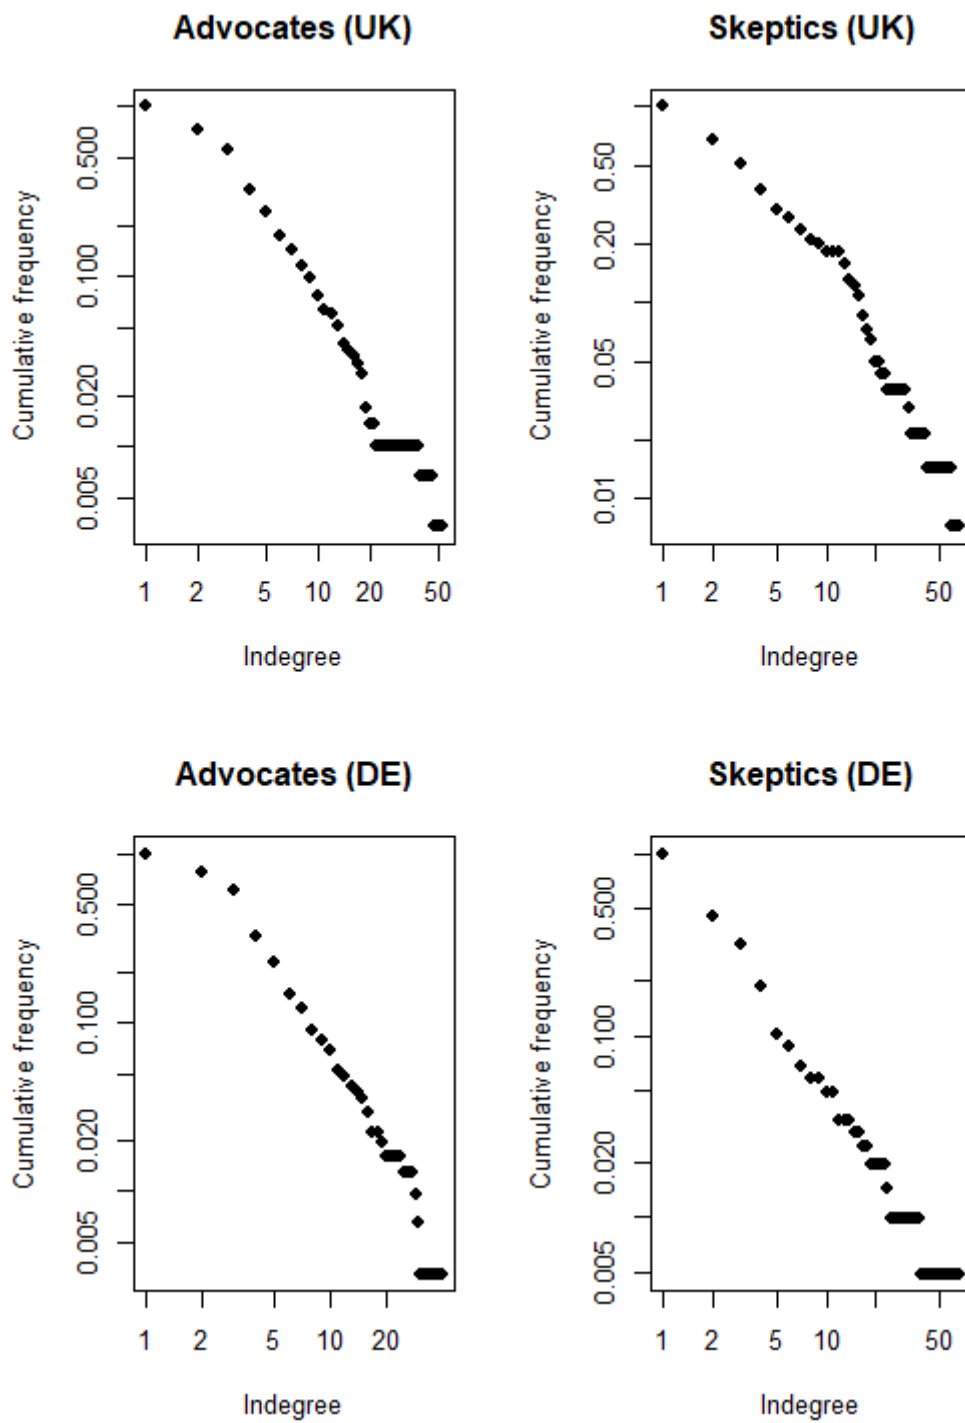 Advocates (UK)
Cumulative frequency
0.500
0.100
0.020
0.005
1 2 5 10 20 50
Indegree
Skeptics (UK)
Cumulative frequency
0.50
0.20
0.05
0.01
1 2 5 10 50
Indegree
Advocates (DE)
Cumulative frequency
0.500
0.100
0.020
0.005
1 2 5 10 20
Indegree
Skeptics (DE)
Cumulative frequency
0.500
0.100
0.020
0.005
1 2 5 10 50
Indegree